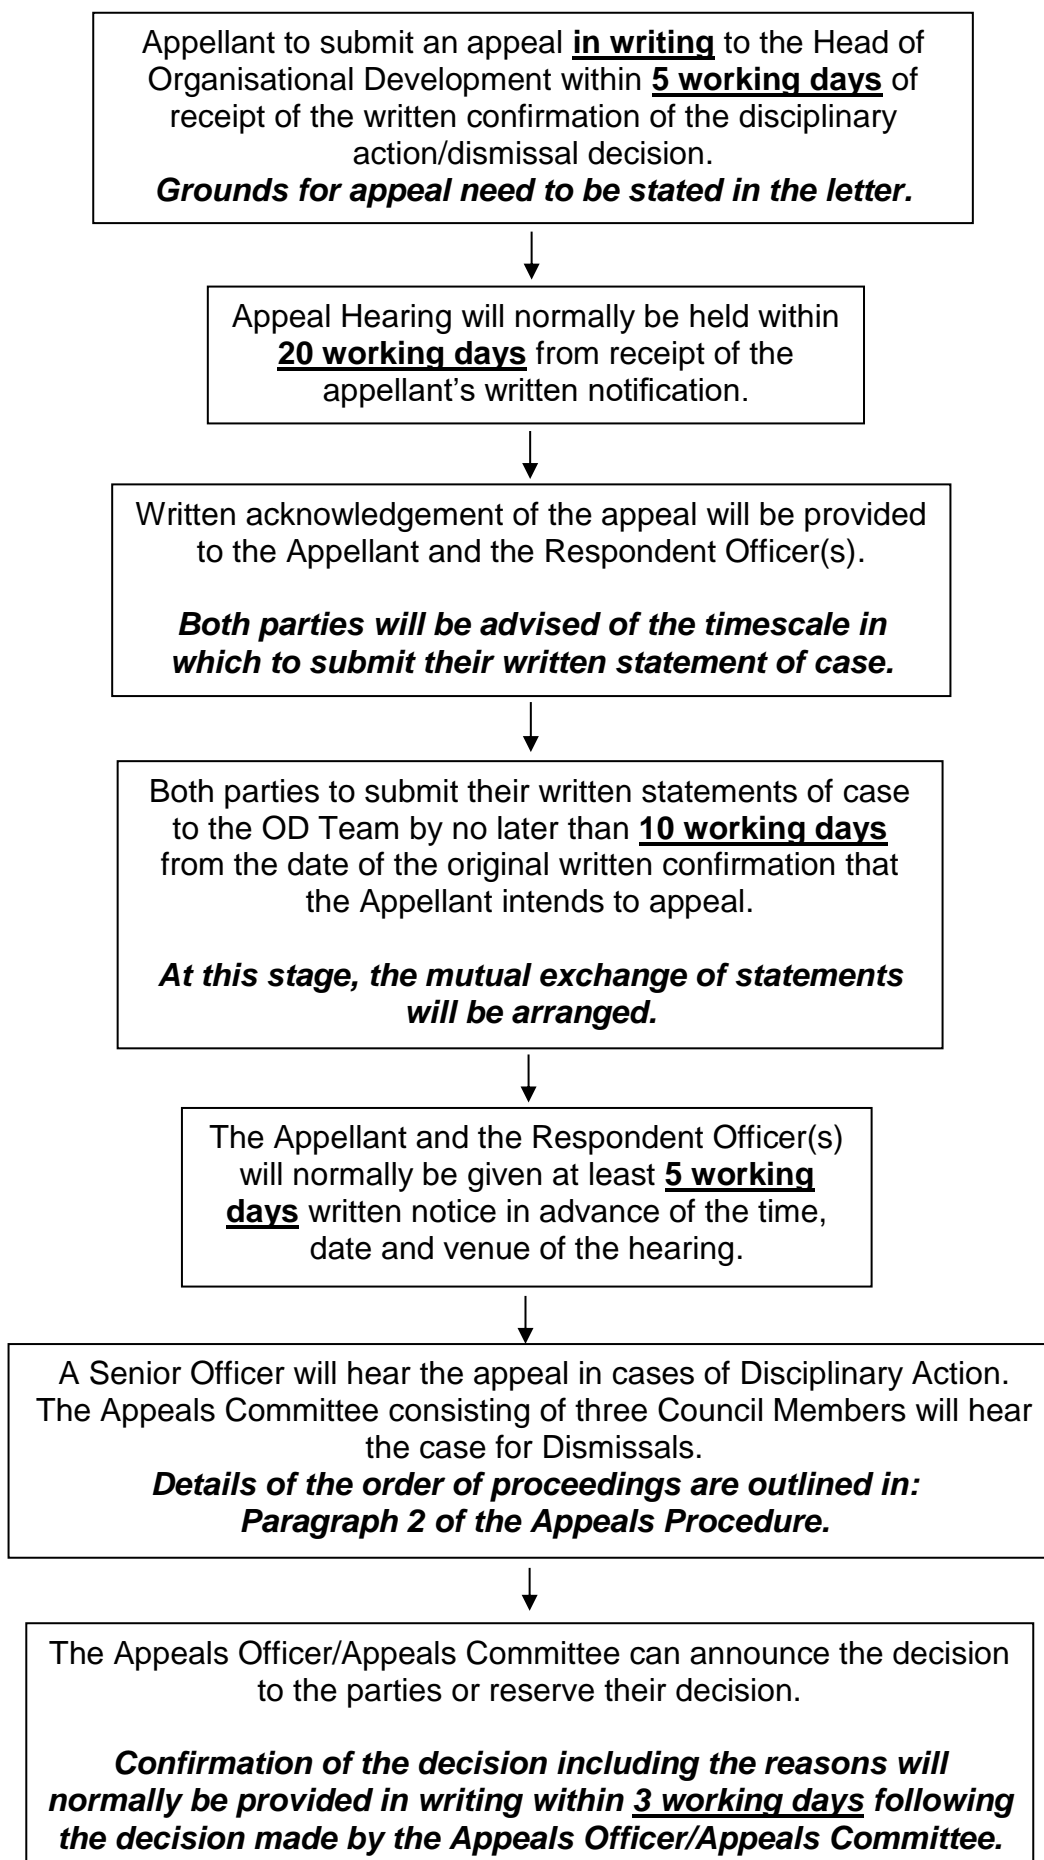 Appellant to submit an appeal in writing to the Head of
Organisational Development within 5 working days of
receipt of the written confirmation of the disciplinary
action/dismissal decision.
Grounds for appeal need to be stated in the letter.
Appeal Hearing will normally be held within
20 working days from receipt of the
appellant’s written notification.
Written acknowledgement of the appeal will be provided
to the Appellant and the Respondent Officer(s).
Both parties will be advised of the timescale in
which to submit their written statement of case.
Both parties to submit their written statements of case
to the OD Team by no later than 10 working days
from the date of the original written confirmation that
the Appellant intends to appeal.
At this stage, the mutual exchange of statements
will be arranged.
The Appellant and the Respondent Officer(s)
will normally be given at least 5 working
days written notice in advance of the time,
date and venue of the hearing.
A Senior Officer will hear the appeal in cases of Disciplinary Action.
The Appeals Committee consisting of three Council Members will hear
the case for Dismissals.
Details of the order of proceedings are outlined in:
Paragraph 2 of the Appeals Procedure.
The Appeals Officer/Appeals Committee can announce the decision
to the parties or reserve their decision.
Confirmation of the decision including the reasons will
normally be provided in writing within 3 working days following
the decision made by the Appeals Officer/Appeals Committee.